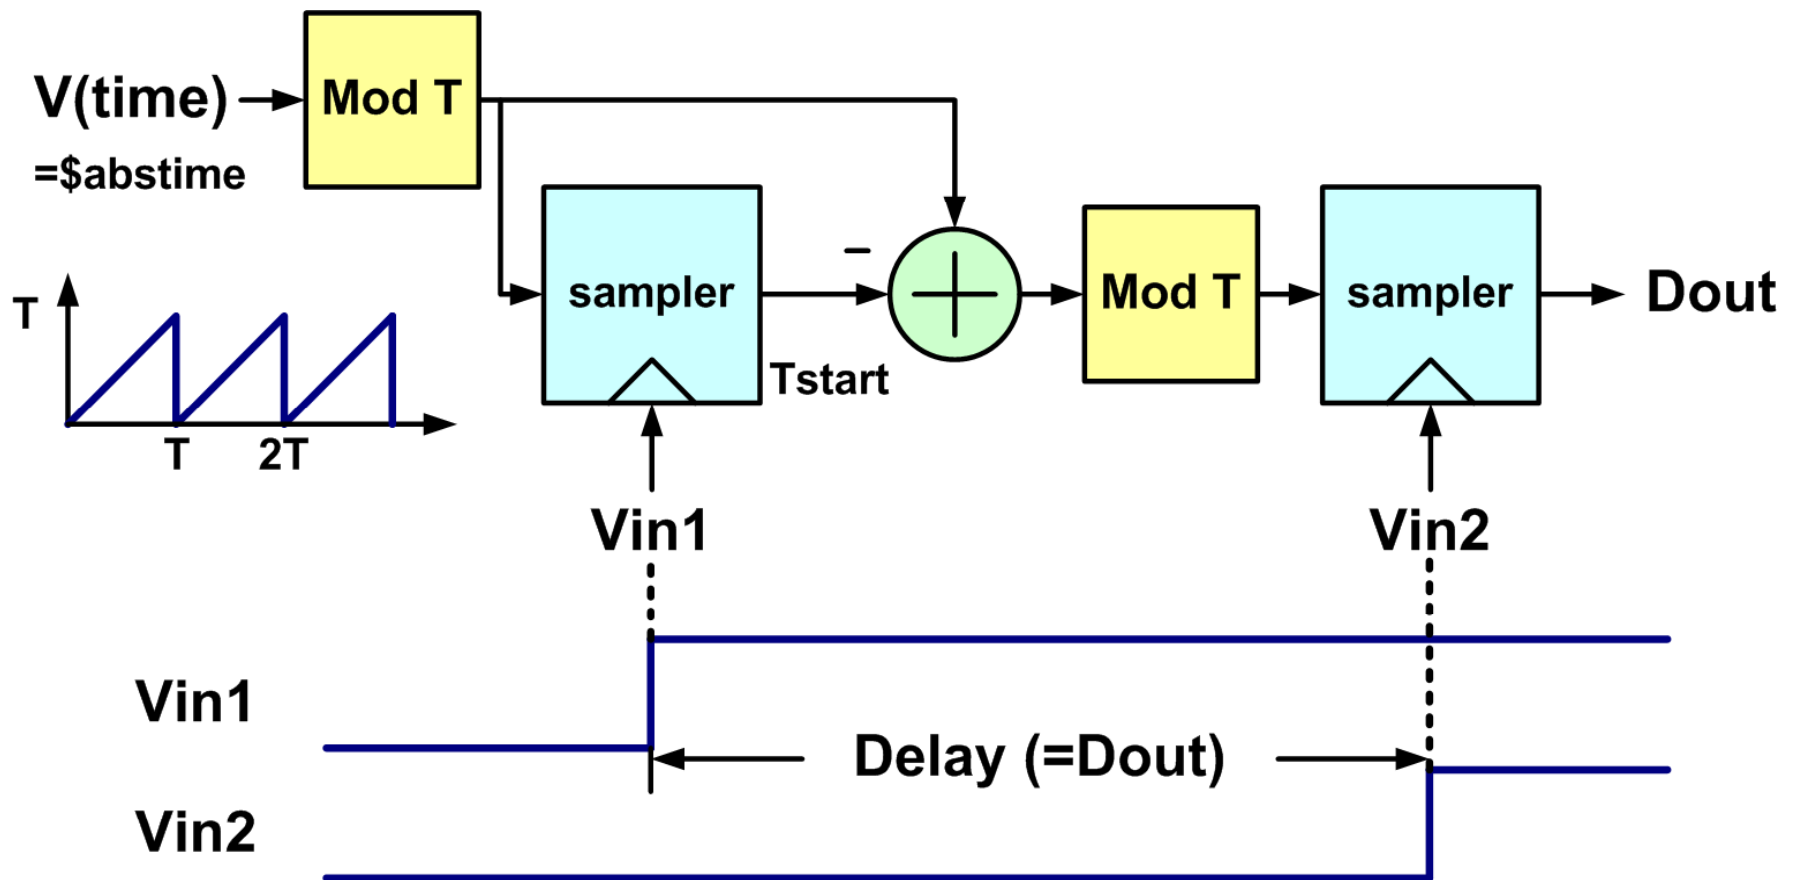 V(time)
=$abstime
Mod T
sampler
Tstart
–
Mod T
sampler
Dout
T
T
2T
Vin1
Vin2
Vin1
Delay (=Dout)
Vin2